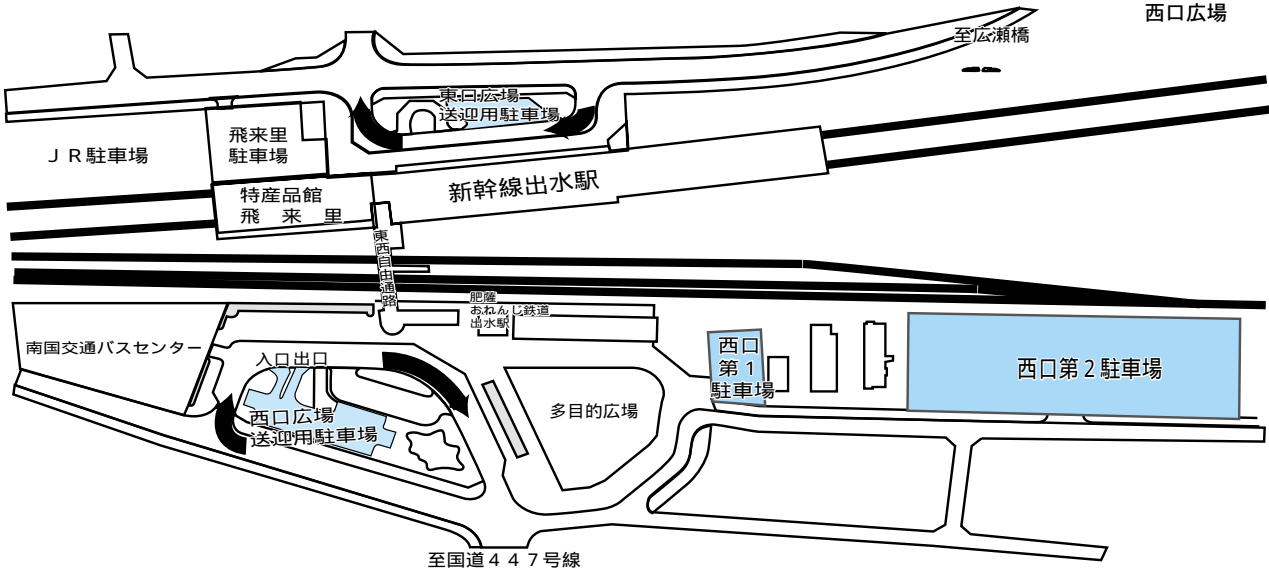 西口広場
至広瀬橋
東口広場
送迎用駐車場
飛来里
駐車場
ＪＲ駐車場
新幹線出水駅
特産品館
飛　来　里
東西自由通路
肥薩
おれんじ鉄道
出水駅
南国交通バスセンター
入口出口
西口
第１
駐車場
西口第２駐車場
多目的広場
西口広場
送迎用駐車場
至国道４４７号線